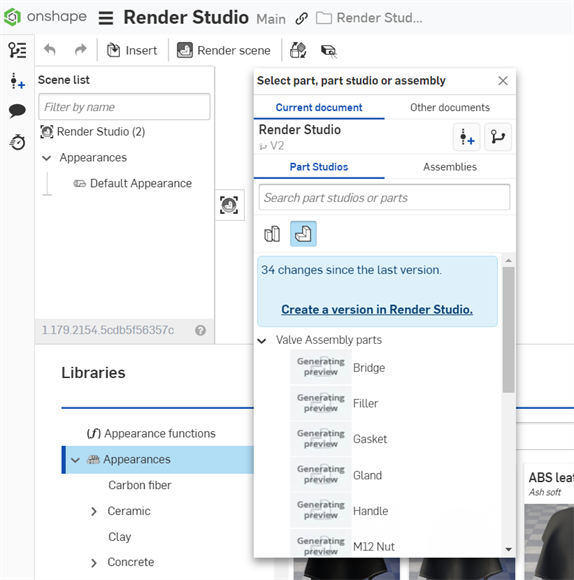 onshape
Render Studio Main Render Stud...
Insert
Render scene
Scene list
Filter by name
Render Studio (2)
Appearances
Default Appearance
1.179.2154.5cdb5f56357c
?
Select part, part studio or assembly
Current document
Other documents
Render Studio
V2
Part Studios
Assemblies
Search part studios or parts
34 changes since the last version.
Create a version in Render Studio.
Valve Assembly parts
Generating
preview
Bridge
Generating
preview
Filler
Generating
preview
Gasket
Generating
preview
Gland
Generating
preview
Handle
Generating
preview
M12 Nut
Libraries
(f) Appearance functions
Appearances
Carbon fiber
Ceramic
Clay
Concrete
ABS leat
Ash soft